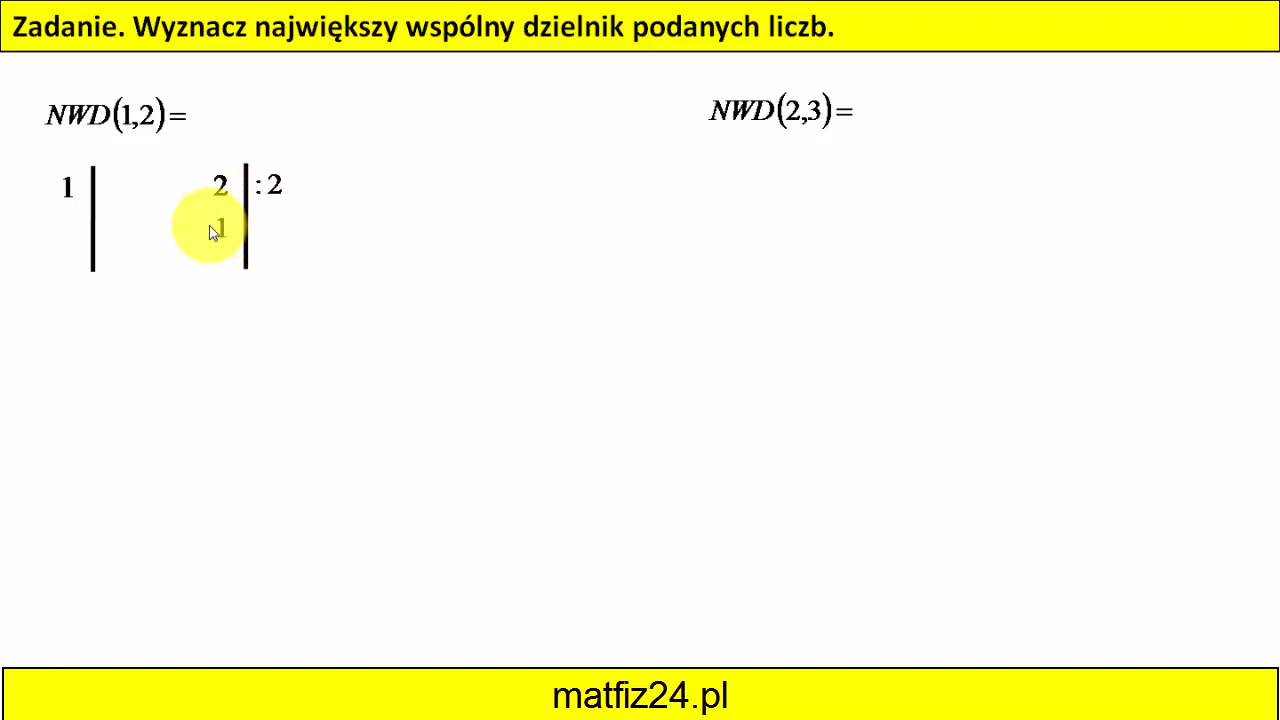 Zadanie. Wyznacz największy wspólny dzielnik podanych liczb.
NWD(1,2)= NWD(2,3)=
1 2 :2
1
matfiz24.pl